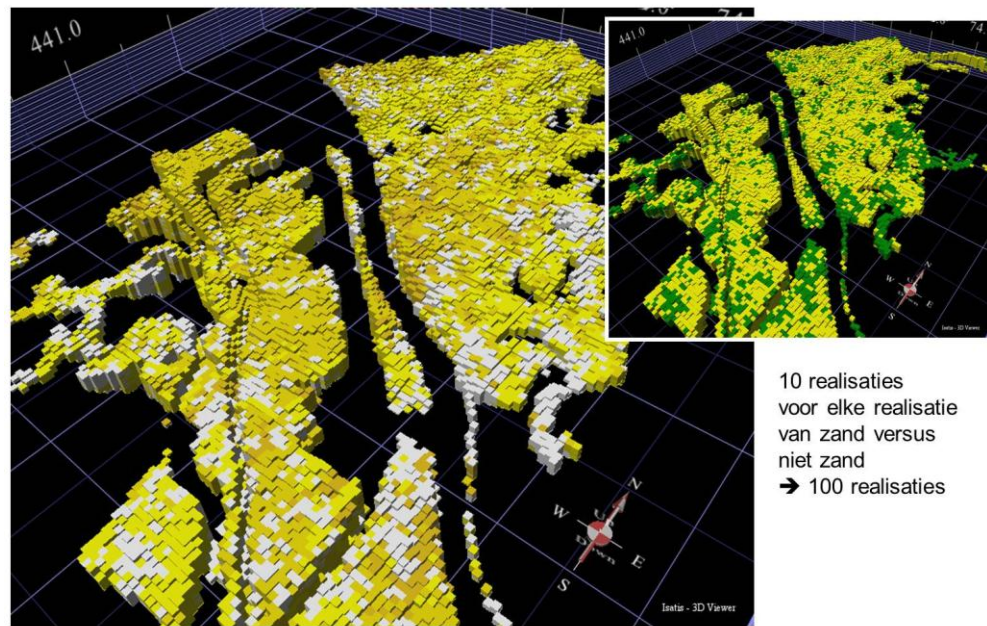 441.0
N
W
E
S
Isatis - 3D Viewer
441.0
N
W
E
S
Isatis - 3D Viewer
10 realisaties
voor elke realisatie
van zand versus
niet zand
➔ 100 realisaties